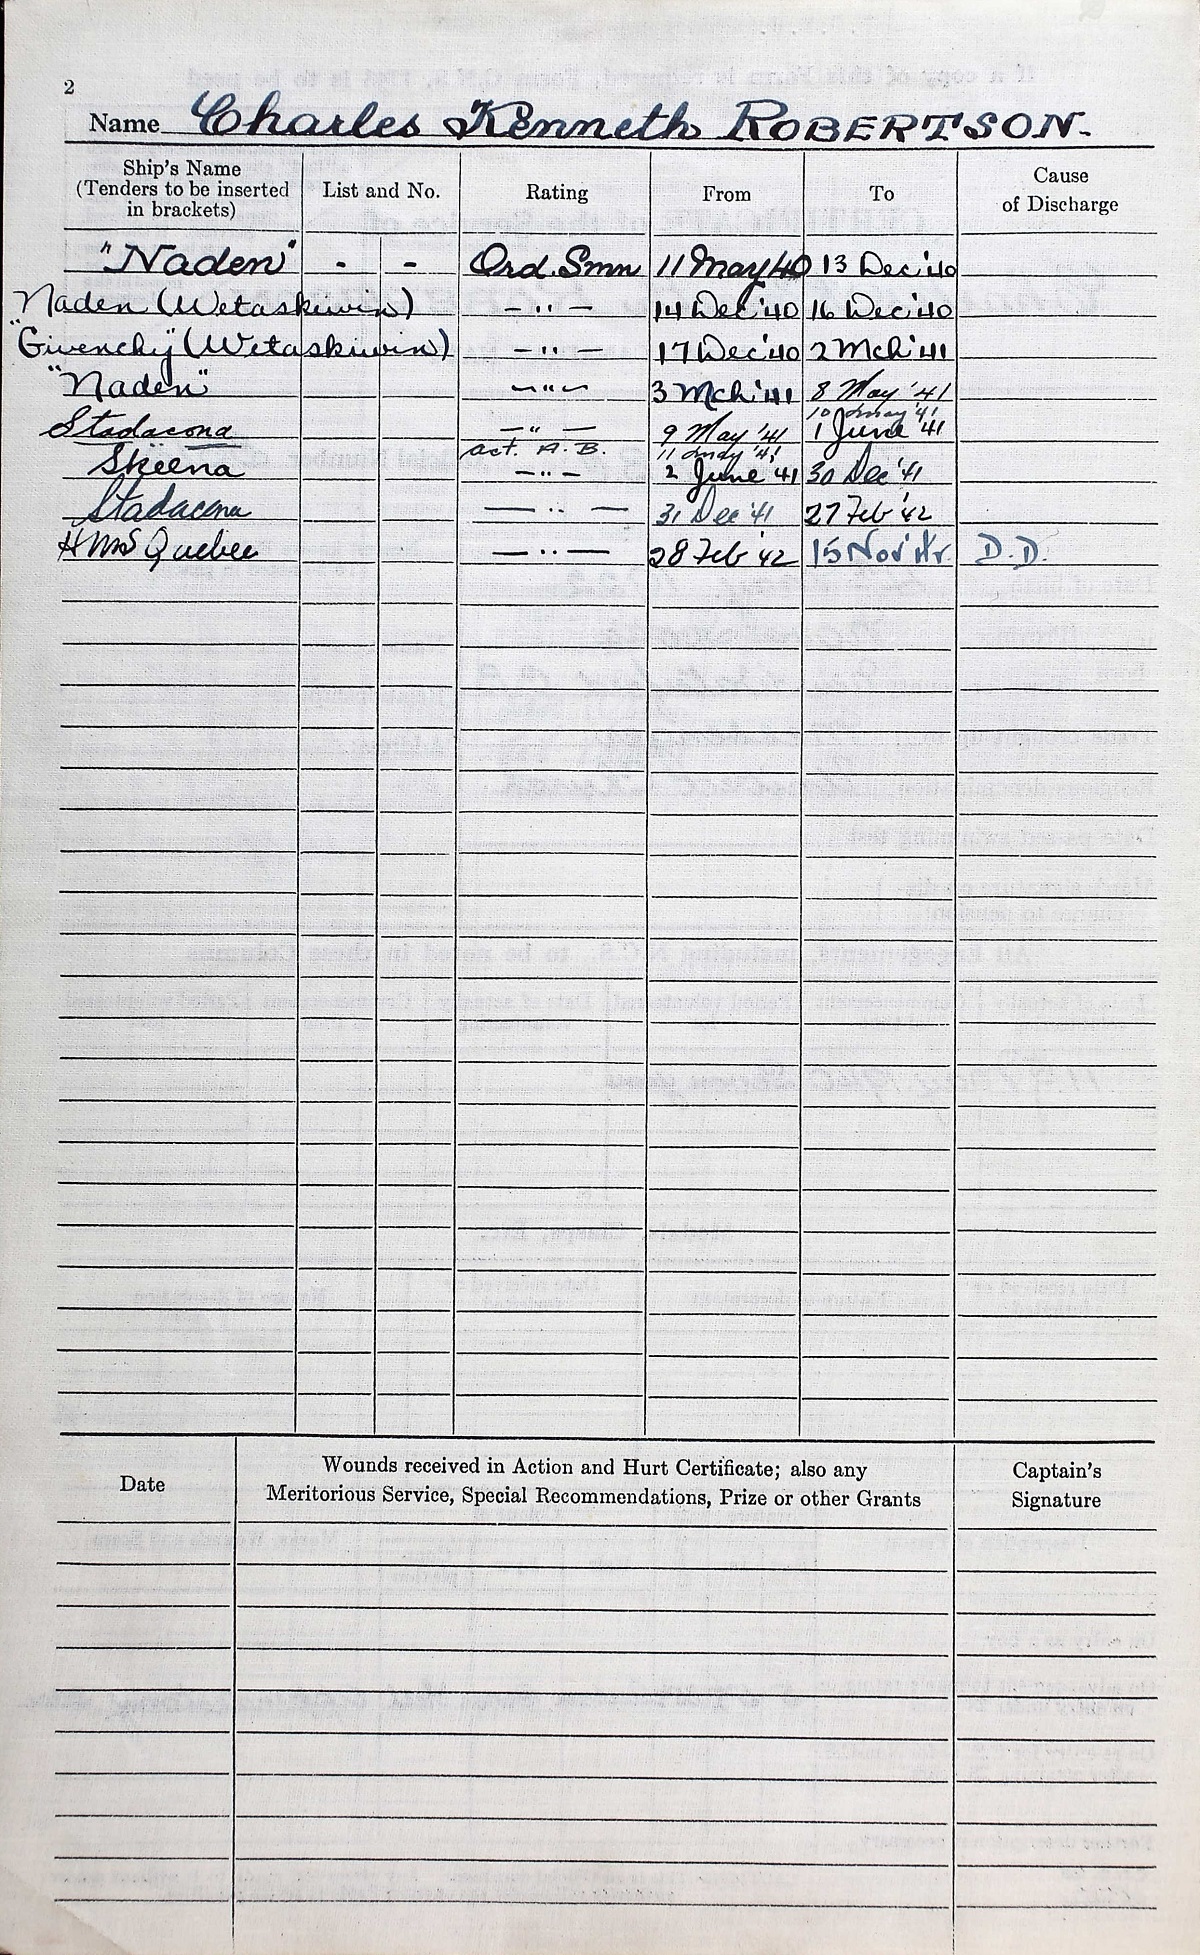 2
Name Charles Kenneth ROBERTSON.
Ship's Name (Tenders to be inserted in brackets) List and No. Rating From To Cause of Discharge
"Naden" - - Ord. Smn 11 May 40 13 Dec '40
Naden (Wetaskiwin) - " - 14 Dec '40 16 Dec '40
"Givenchy" (Wetaskiwin) - " - 17 Dec '40 2 Mch '41
"Naden" - " - 3 Mch '41 8 May '41
Stadacona - " - 9 May '41 10 May '41 1 June '41
Skeena act. A.B. - " - 11 May '41 2 June '41 30 Dec '41
Stadacona - " - 31 Dec '41 27 Feb '42
HMS Quebec - " - 28 Feb '42 15 Nov D.D.
Date Wounds received in Action and Hurt Certificate; also any Meritorious Service, Special Recommendations, Prize or other Grants Captain's Signature